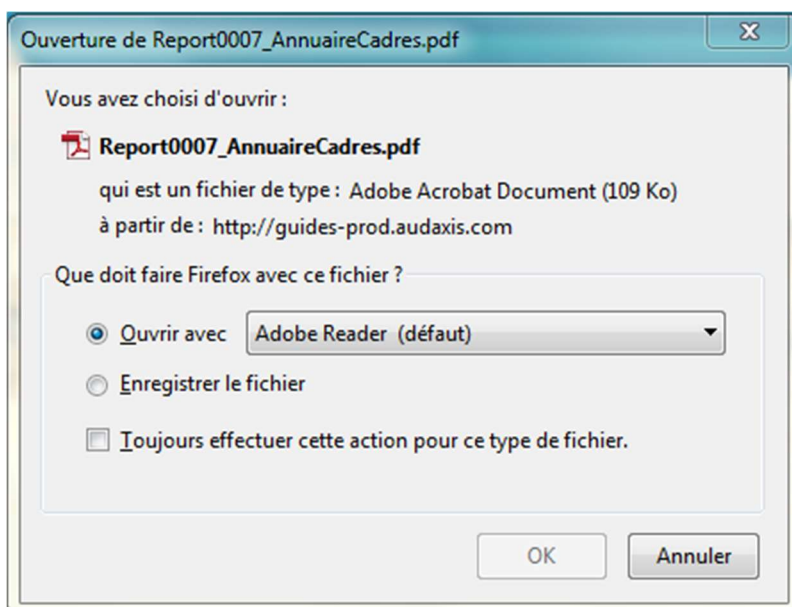 Ouverture de Report0007_AnnuaireCadres.pdf
Vous avez choisi d'ouvrir :
Report0007_AnnuaireCadres.pdf
qui est un fichier de type : Adobe Acrobat Document (109 Ko)
à partir de : http://guides-prod.audaxis.com
Que doit faire Firefox avec ce fichier ?
Ouvrir avec Adobe Reader (défaut)
Enregistrer le fichier
Toujours effectuer cette action pour ce type de fichier.
OK Annuler